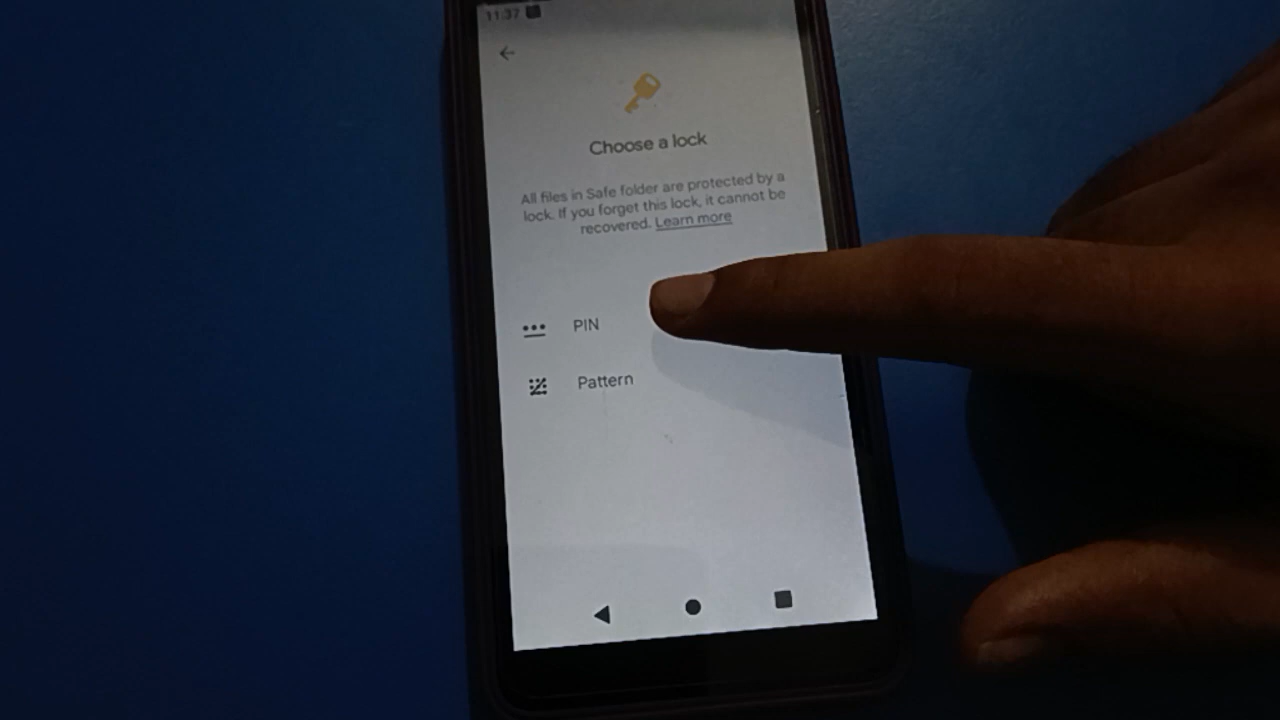 11:37
Choose a lock
All files in Safe folder are protected by a
lock. If you forget this lock, it cannot be
recovered. Learn more
PIN
Pattern